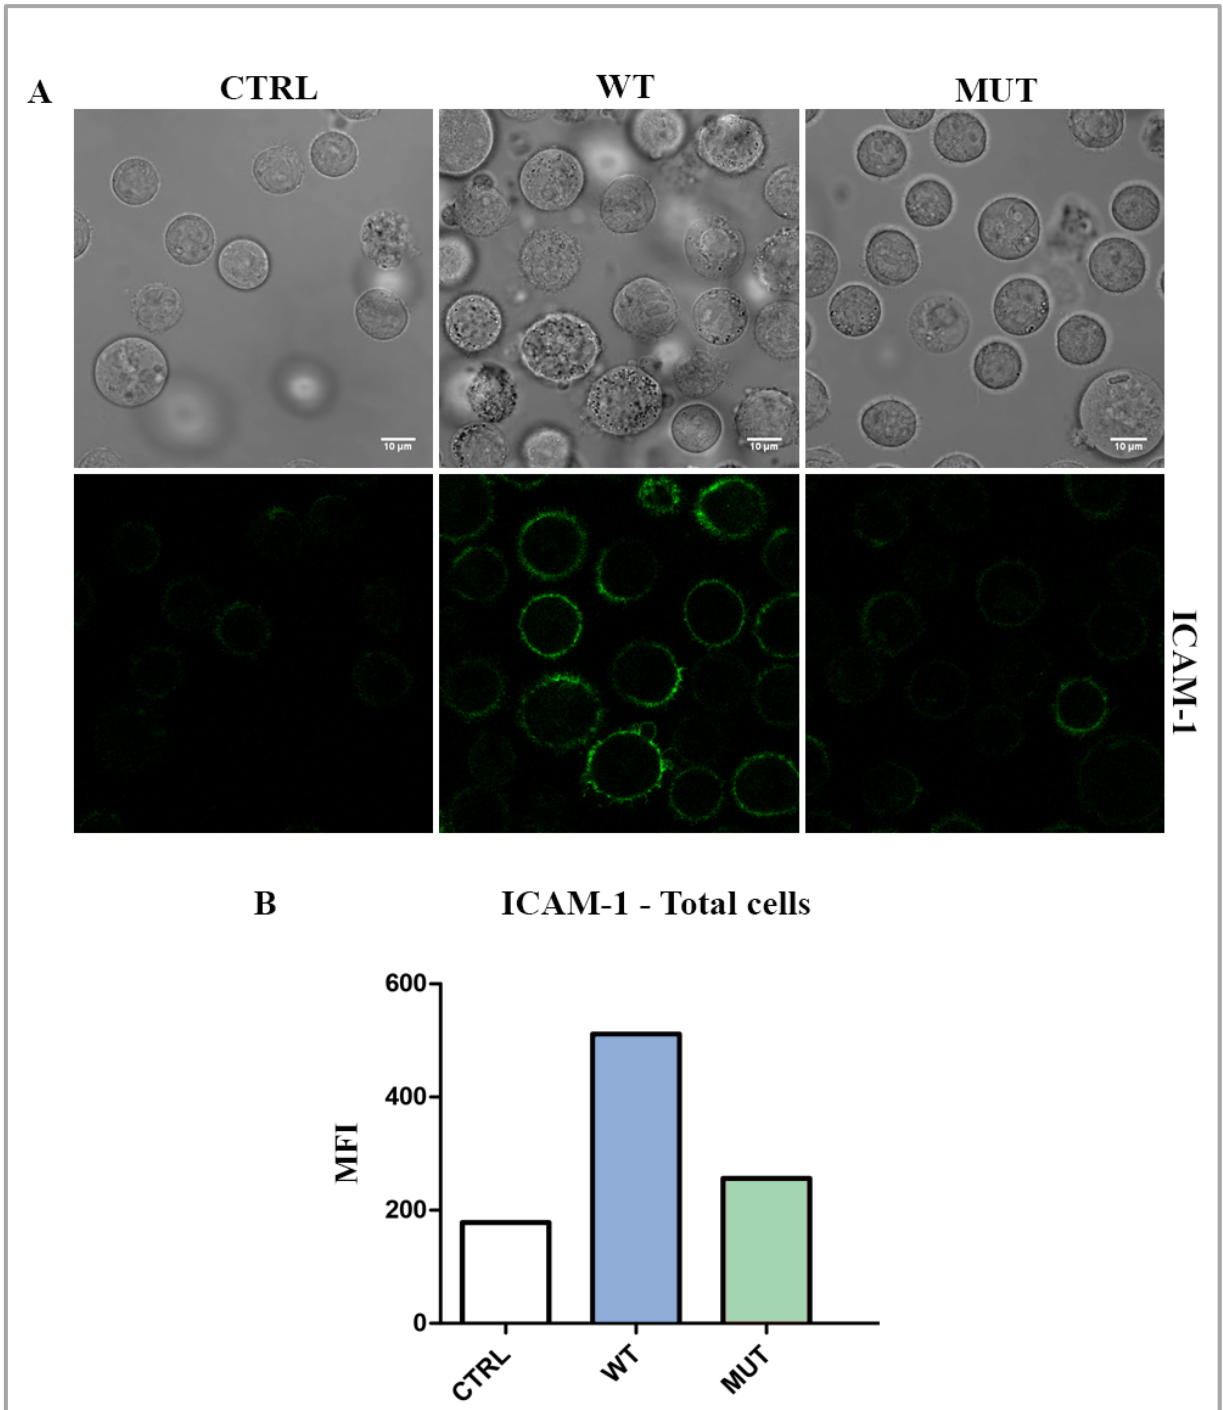 A
CTRL
WT
MUT
10 µm
10 µm
10 µm
ICAM-1
B
ICAM-1 - Total cells
600
400
200
0
MFI
CTRL
WT
MUT